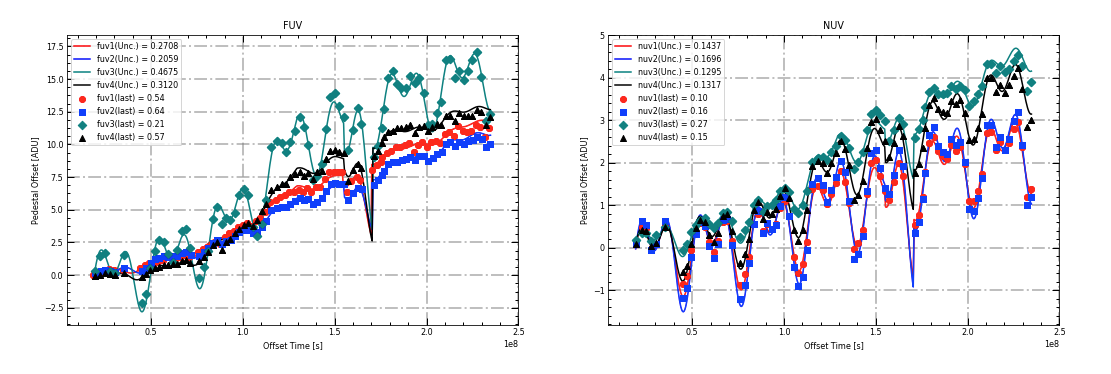 FUV
Pedestal Offset [ADU]
17.5
15.0
12.5
10.0
7.5
5.0
2.5
0.0
−2.5
fuv1(Unc.) = 0.2708
fuv2(Unc.) = 0.2059
fuv3(Unc.) = 0.4675
fuv4(Unc.) = 0.3120
fuv1(last) = 0.54
fuv2(last) = 0.64
fuv3(last) = 0.21
fuv4(last) = 0.57
0.5 1.0 1.5 2.0 2.5
1e8
Offset Time [s]
NUV
Pedestal Offset [ADU]
5
4
3
2
1
0
−1
nuv1(Unc.) = 0.1437
nuv2(Unc.) = 0.1696
nuv3(Unc.) = 0.1295
nuv4(Unc.) = 0.1317
nuv1(last) = 0.10
nuv2(last) = 0.16
nuv3(last) = 0.27
nuv4(last) = 0.15
0.5 1.0 1.5 2.0 2.5
1e8
Offset Time [s]